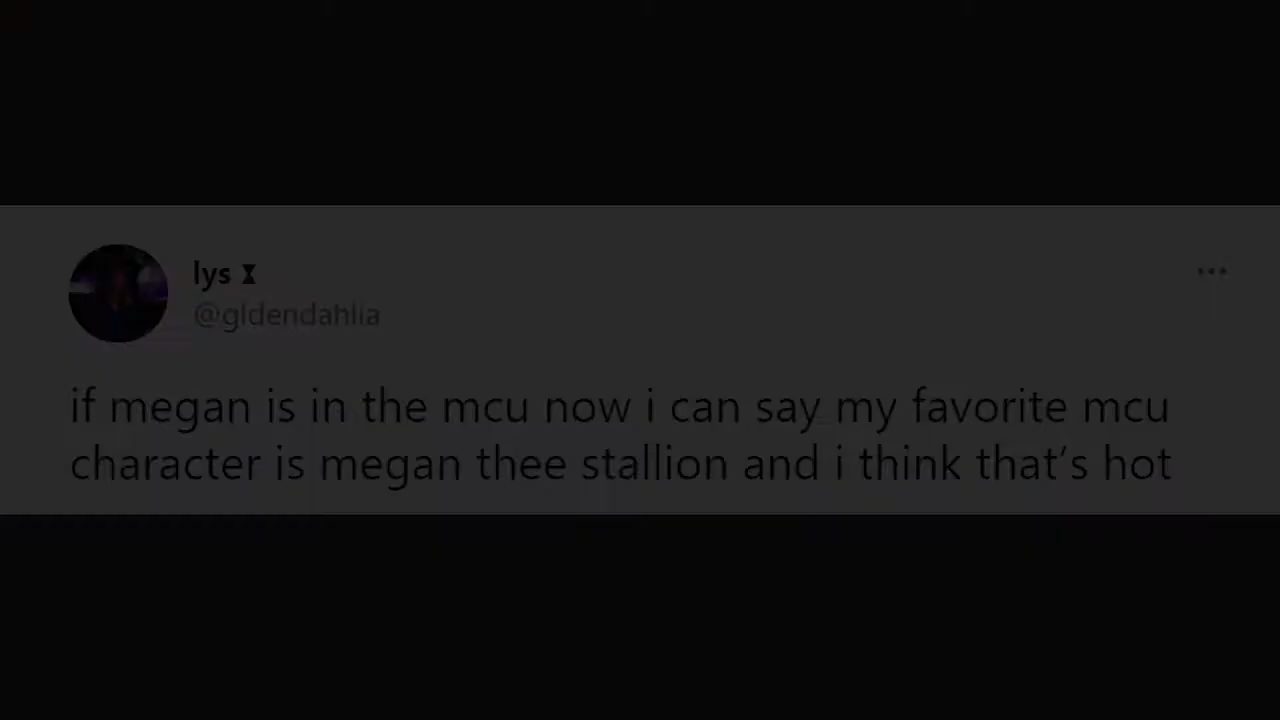 lys ⧗
@gldendahlia
if megan is in the mcu now i can say my favorite mcu
character is megan thee stallion and i think that's hot